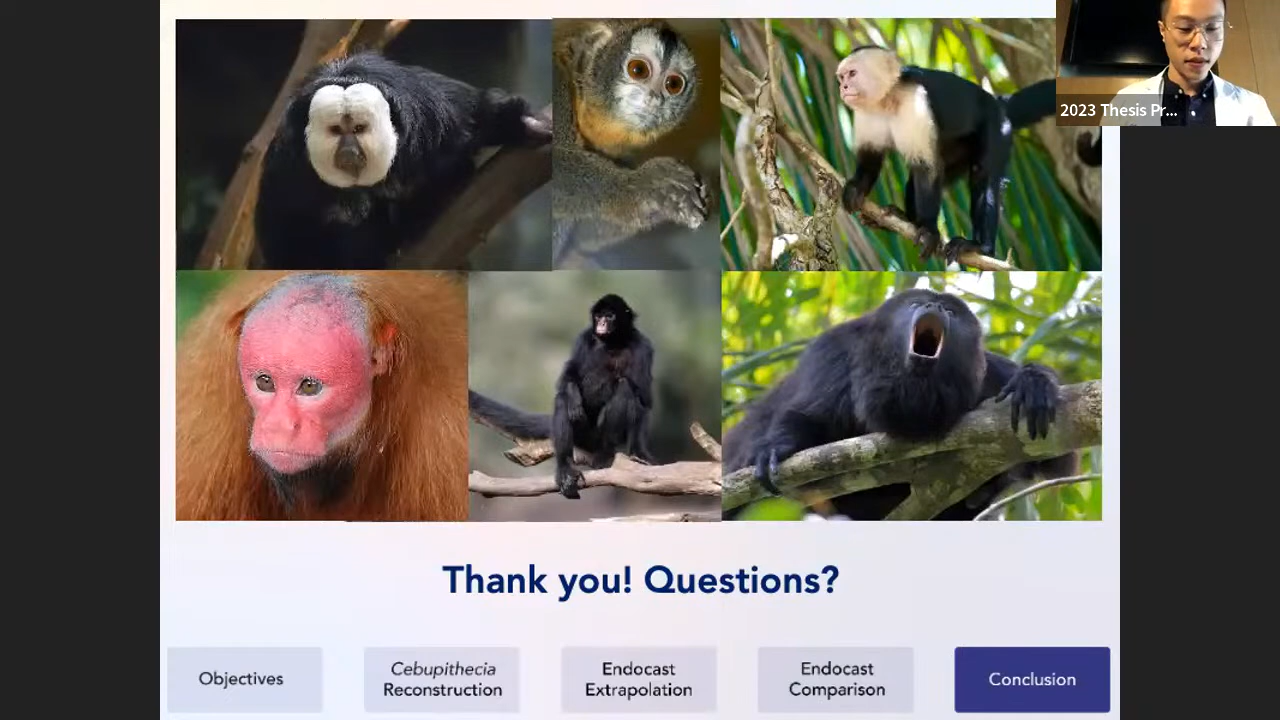 2023 Thesis Pr...
Thank you! Questions?
Objectives
Cebupithecia
Reconstruction
Endocast
Extrapolation
Endocast
Comparison
Conclusion